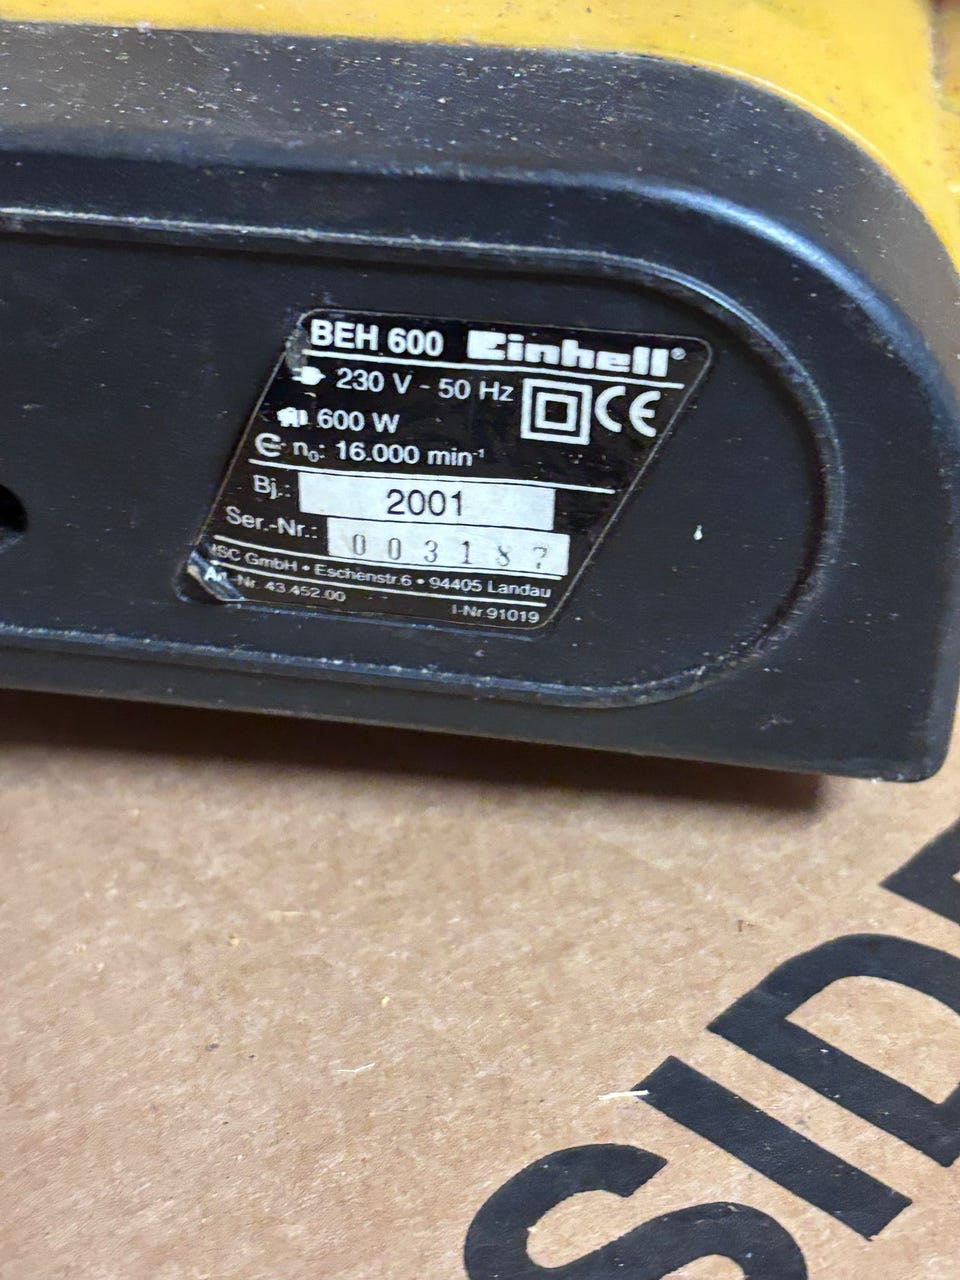 BEH 600 Einhell®
230 V - 50 Hz
CE
600 W
n₀: 16.000 min⁻¹
Bj.: 2001
Ser.-Nr.: 003187
ISC GmbH • Eschenstr.6 • 94405 Landau
Art.-Nr. 43.452.00 I-Nr 91019
SIDE